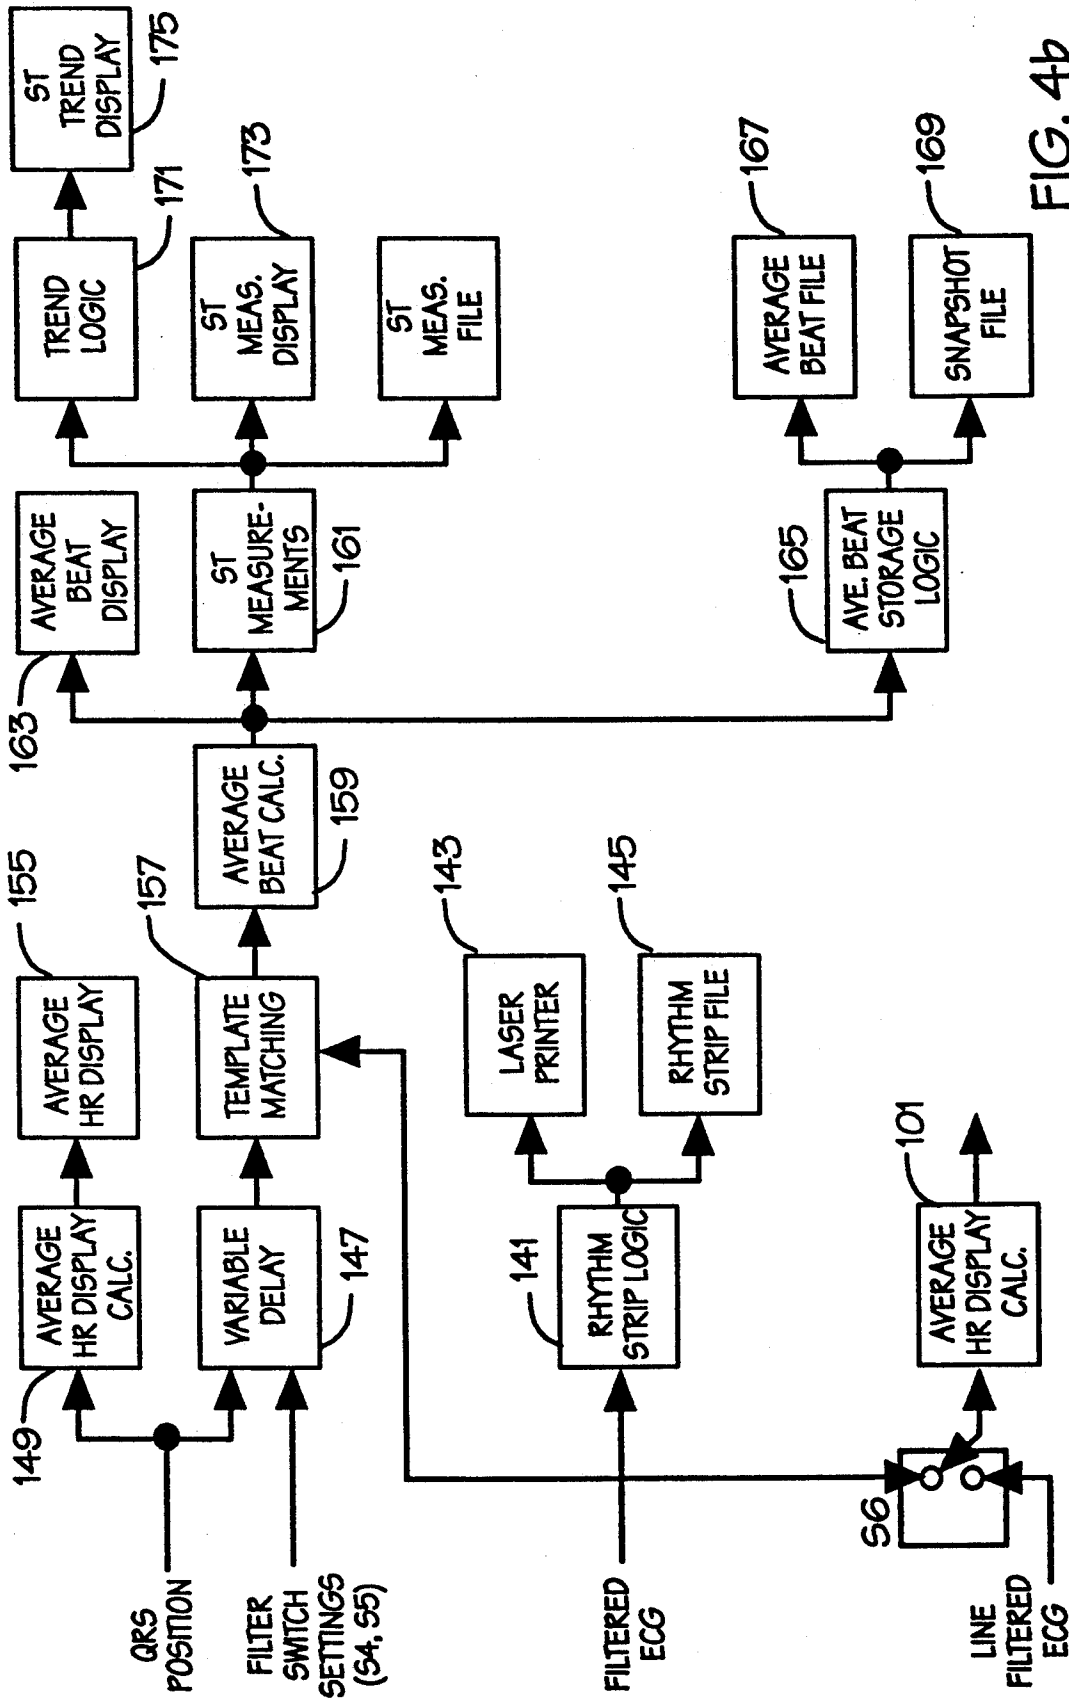 QRS
POSITION
FILTER
SWITCH
SETTINGS
(S4, S5)
149
AVERAGE
HR DISPLAY
CALC.
155
AVERAGE
HR DISPLAY
VARIABLE
DELAY
147
157
TEMPLATE
MATCHING
AVERAGE
BEAT CALC.
159
163
AVERAGE
BEAT
DISPLAY
ST
MEASURE-
MENTS
161
TREND
LOGIC
171
ST
TREND
DISPLAY
175
ST
MEAS.
DISPLAY
173
ST
MEAS.
FILE
165
AVE. BEAT
STORAGE
LOGIC
AVERAGE
BEAT FILE
167
SNAPSHOT
FILE
169
FILTERED
ECG
141
RHYTHM
STRIP LOGIC
LASER
PRINTER
143
RHYTHM
STRIP FILE
145
LINE
FILTERED
ECG
S6
AVERAGE
HR DISPLAY
CALC.
101
FIG. 4b